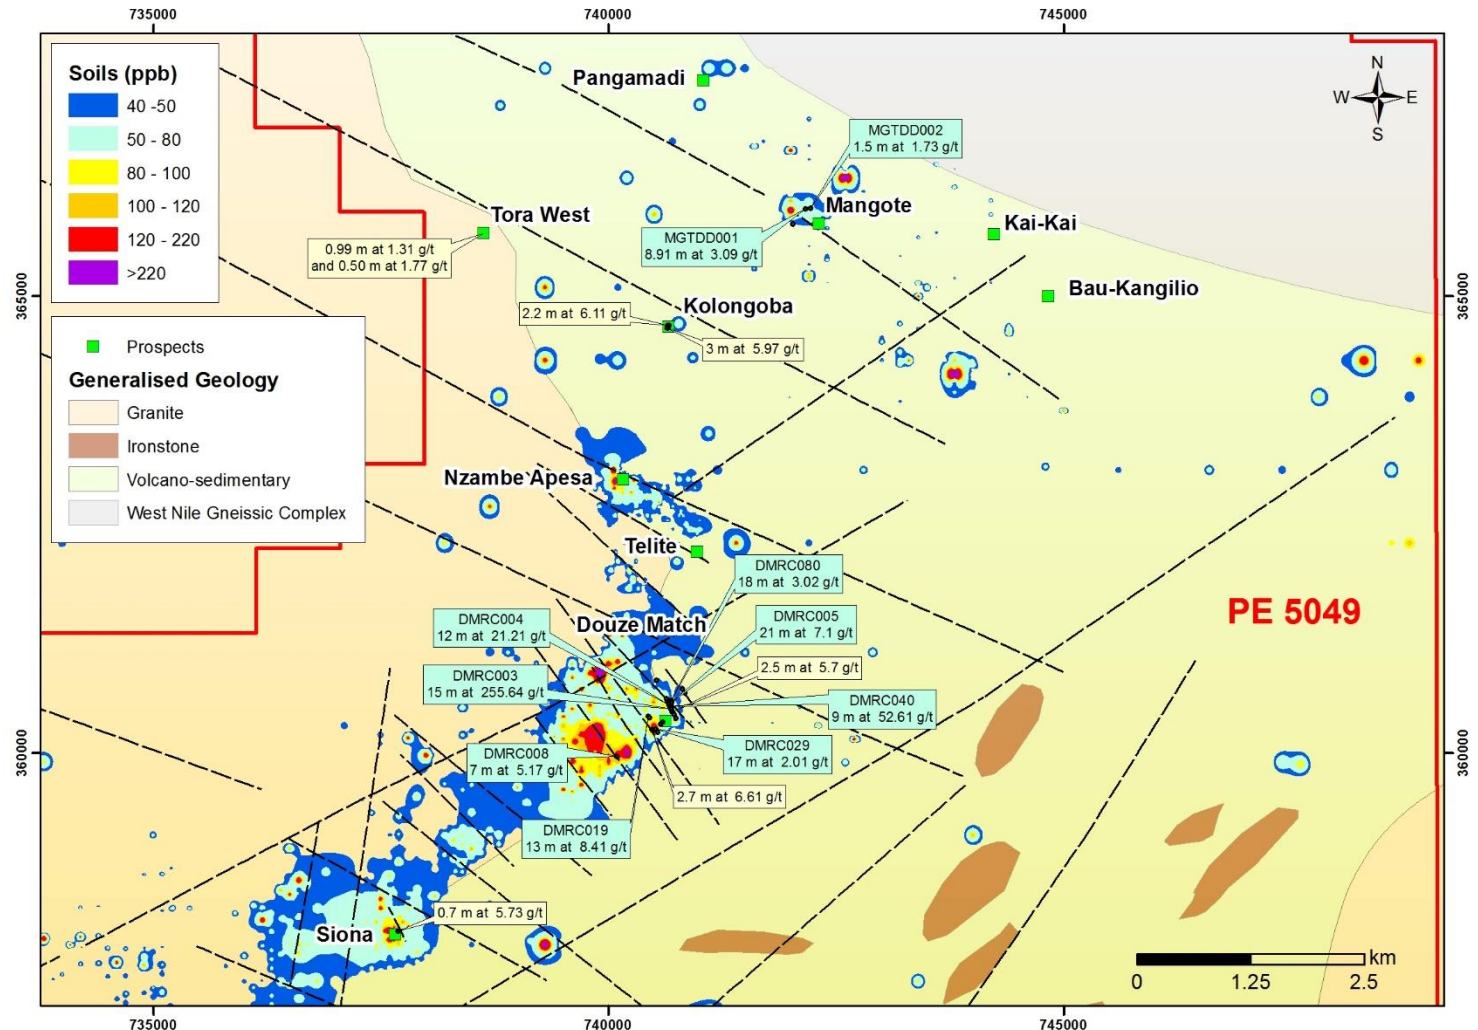 735000
740000
745000
Soils (ppb)
40 -50
50 - 80
80 - 100
100 - 120
120 - 220
>220
Prospects
Generalised Geology
Granite
Ironstone
Volcano-sedimentary
West Nile Gneissic Complex
N
W
E
S
Pangamadi
MGTDD002
1.5 m at 1.73 g/t
Tora West
Mangote
Kai-Kai
0.99 m at 1.31 g/t
and 0.50 m at 1.77 g/t
MGTDD001
8.91 m at 3.09 g/t
365000
Bau-Kangilio
365000
Kolongoba
2.2 m at 6.11 g/t
3 m at 5.97 g/t
Nzambe Apesa
Telite
DMRC080
18 m at 3.02 g/t
PE 5049
Douze Match
DMRC004
12 m at 21.21 g/t
DMRC005
21 m at 7.1 g/t
2.5 m at 5.7 g/t
DMRC003
15 m at 255.64 g/t
DMRC040
9 m at 52.61 g/t
DMRC008
7 m at 5.17 g/t
DMRC029
17 m at 2.01 g/t
360000
360000
2.7 m at 6.61 g/t
DMRC019
13 m at 8.41 g/t
0.7 m at 5.73 g/t
Siona
km
0
1.25
2.5
735000
740000
745000